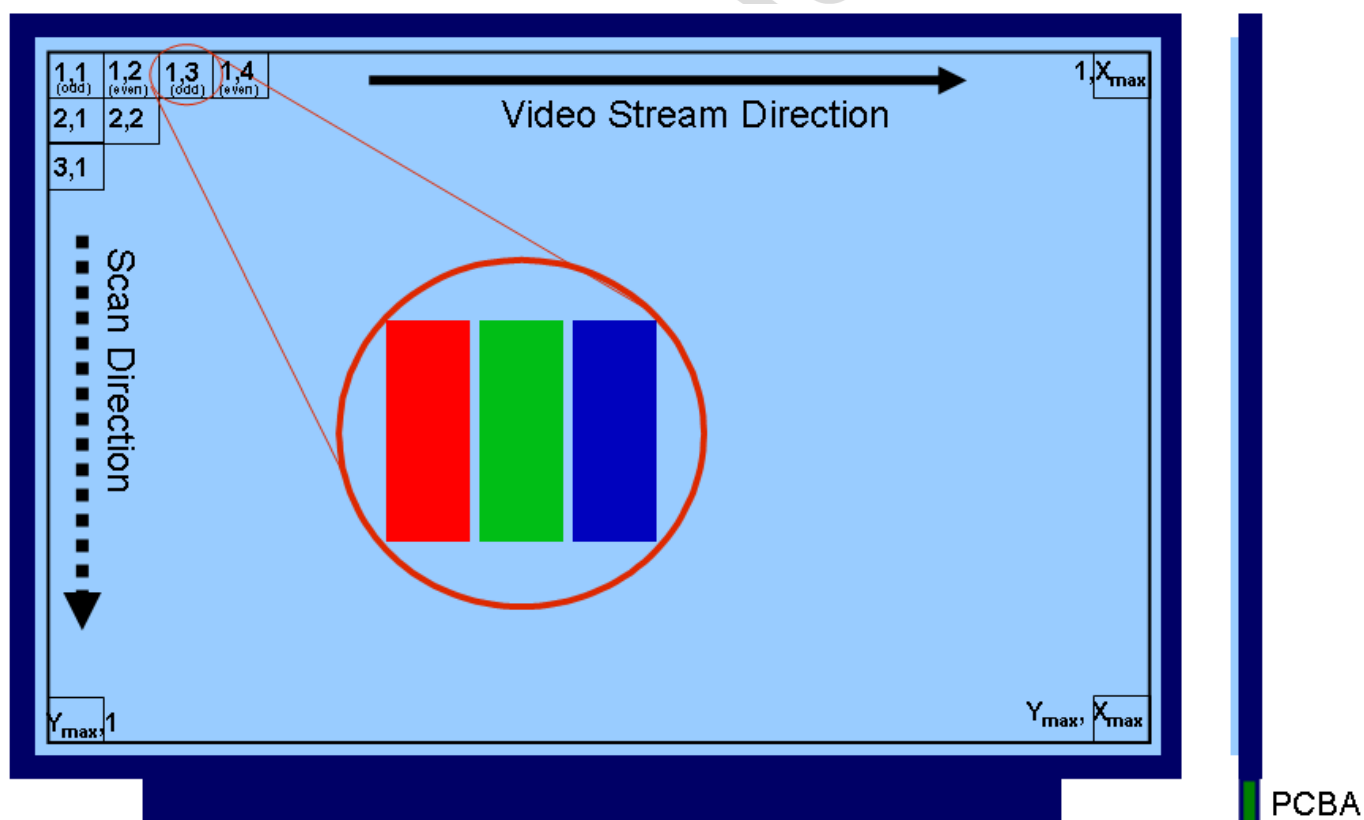 1,1 1,2 1,3 1,4 1,Xmax
(odd) (even) (odd) (even)
Video Stream Direction
2,1 2,2
3,1
Scan Direction
Ymax,1 Ymax, Xmax
PCBA